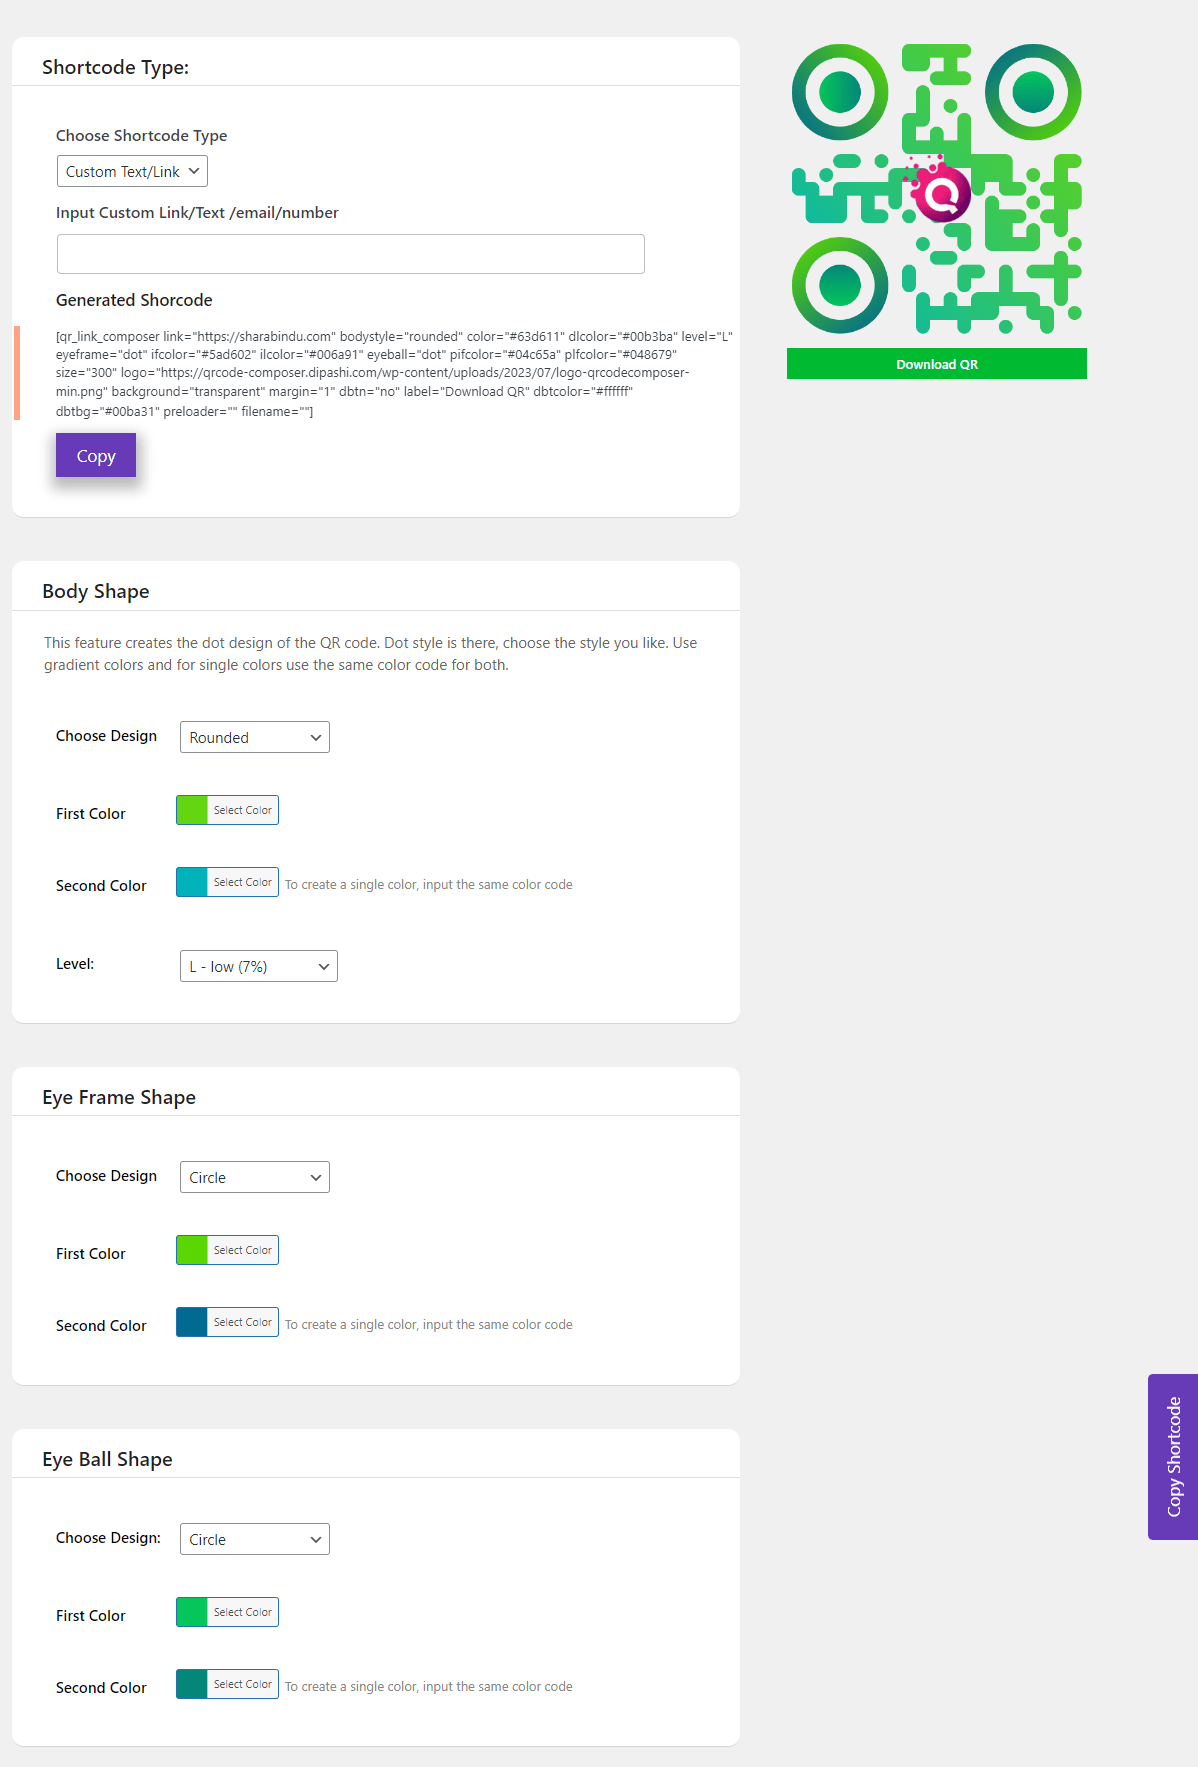 Shortcode Type:
Choose Shortcode Type
Custom Text/Link
Input Custom Link/Text /email/number
Generated Shorcode
[qr_link_composer link="https://sharabindu.com" bodystyle="rounded" color="#63d611" dlcolor="#00b3ba" level="L"
eyeframe="dot" ifcolor="#5ad602" ilcolor="#006a91" eyeball="dot" pifcolor="#04c65a" plfcolor="#048679"
size="300" logo="https://qrcode-composer.dipashi.com/wp-content/uploads/2023/07/logo-qrcodecomposer-
min.png" background="transparent" margin="1" dbtn="no" label="Download QR" dbtcolor="#ffffff"
dbtbg="#00ba31" preloader="" filename=""]
Copy
Download QR
Body Shape
This feature creates the dot design of the QR code. Dot style is there, choose the style you like. Use
gradient colors and for single colors use the same color code for both.
Choose Design Rounded
First Color Select Color
Second Color Select Color To create a single color, input the same color code
Level: L - low (7%)
Eye Frame Shape
Choose Design Circle
First Color Select Color
Second Color Select Color To create a single color, input the same color code
Copy Shortcode
Eye Ball Shape
Choose Design: Circle
First Color Select Color
Second Color Select Color To create a single color, input the same color code